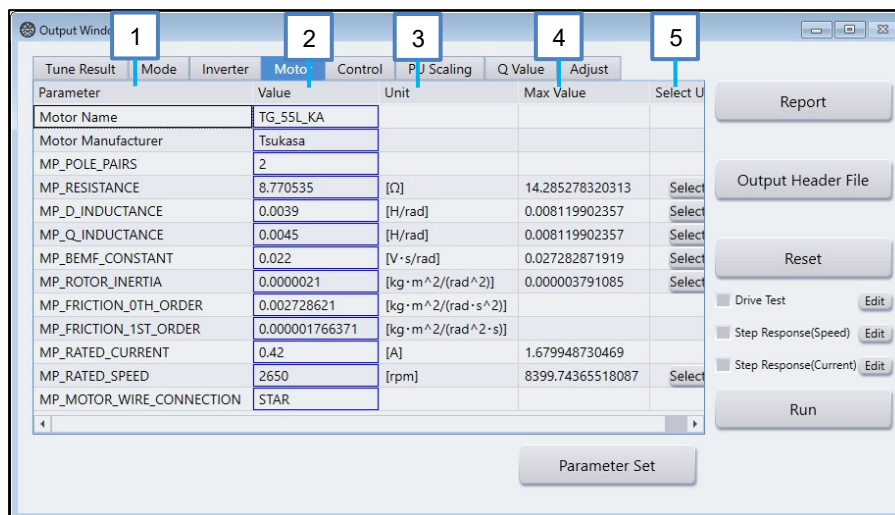 Output Windo
1 2 3 4 5
Tune Result Mode Inverter Motor Control PU Scaling Q Value Adjust
Parameter Value Unit Max Value Select U
Motor Name TG_55L_KA
Motor Manufacturer Tsukasa
MP_POLE_PAIRS 2
MP_RESISTANCE 8.770535 [Ω] 14.285278320313 Select
MP_D_INDUCTANCE 0.0039 [H/rad] 0.008119902357 Select
MP_Q_INDUCTANCE 0.0045 [H/rad] 0.008119902357 Select
MP_BEMF_CONSTANT 0.022 [V・s/rad] 0.027282871919 Select
MP_ROTOR_INERTIA 0.0000021 [kg・m^2/(rad^2)] 0.000003791085 Select
MP_FRICTION_0TH_ORDER 0.002728621 [kg・m^2/(rad・s^2)]
MP_FRICTION_1ST_ORDER 0.000001766371 [kg・m^2/(rad^2・s)]
MP_RATED_CURRENT 0.42 [A] 1.679948730469
MP_RATED_SPEED 2650 [rpm] 8399.74365518087 Select
MP_MOTOR_WIRE_CONNECTION STAR
Parameter Set
Report
Output Header File
Reset
Drive Test Edit
Step Response(Speed) Edit
Step Response(Current) Edit
Run